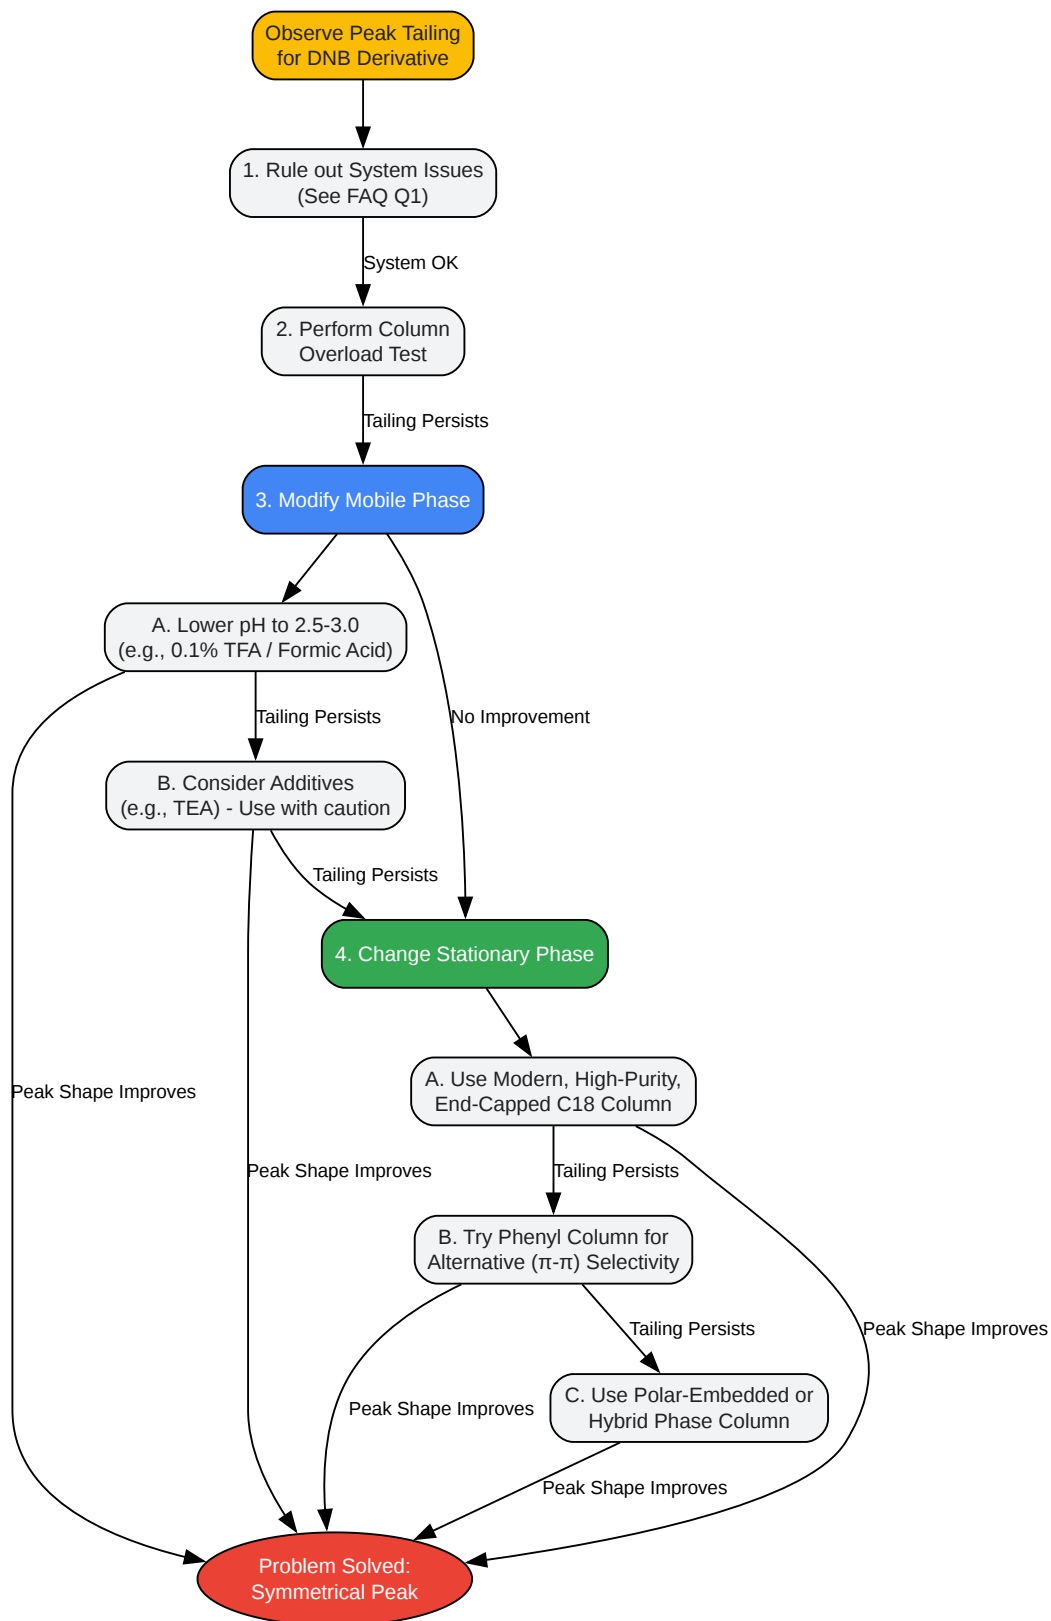 Observe Peak Tailing
for DNB Derivative
1. Rule out System Issues
(See FAQ Q1)
System OK
2. Perform Column
Overload Test
Tailing Persists
3. Modify Mobile Phase
A. Lower pH to 2.5-3.0
(e.g., 0.1% TFA / Formic Acid)
Tailing Persists
No Improvement
B. Consider Additives
(e.g., TEA) - Use with caution
Tailing Persists
4. Change Stationary Phase
A. Use Modern, High-Purity,
End-Capped C18 Column
Peak Shape Improves
Peak Shape Improves
Tailing Persists
B. Try Phenyl Column for
Alternative (π-π) Selectivity
Tailing Persists
Peak Shape Improves
C. Use Polar-Embedded or
Hybrid Phase Column
Peak Shape Improves
Peak Shape Improves
Problem Solved:
Symmetrical Peak